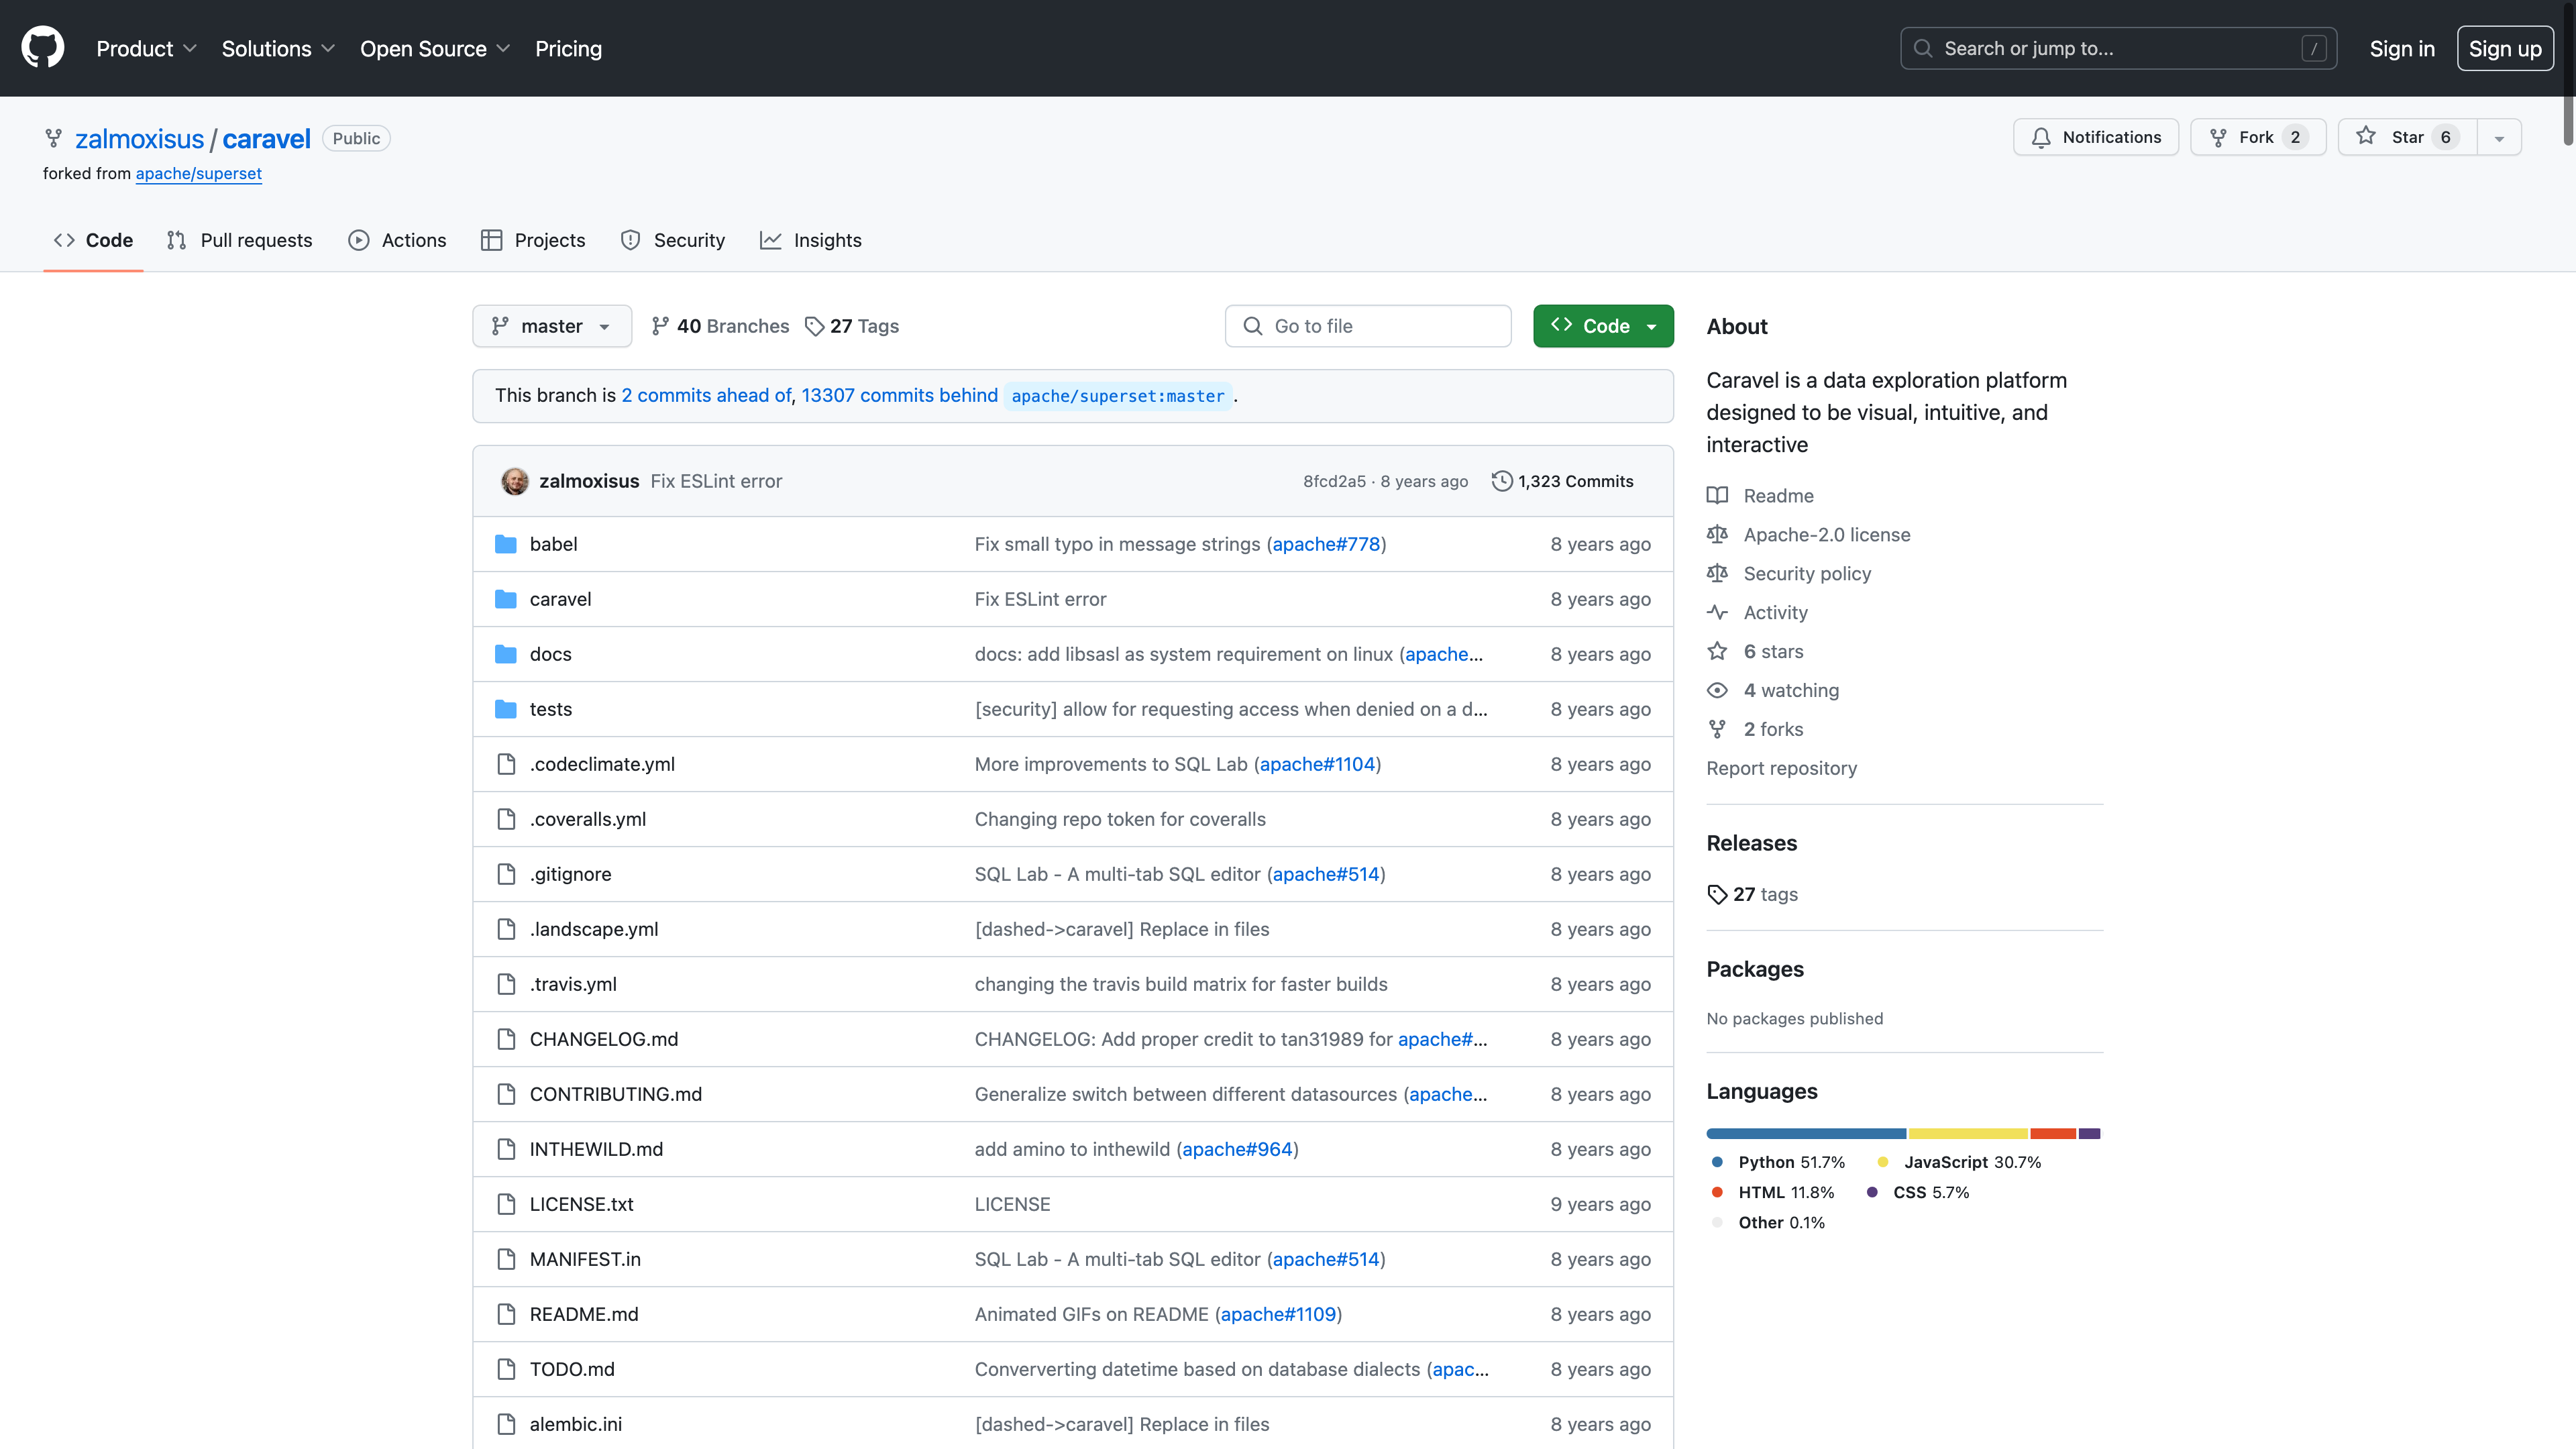 Product Solutions Open Source Pricing Search or jump to... / Sign in Sign up
zalmoxisus / caravel Public Notifications Fork 2 Star 6
forked from apache/superset
Code Pull requests Actions Projects Security Insights
master 40 Branches 27 Tags Go to file Code
This branch is 2 commits ahead of, 13307 commits behind apache/superset:master .
zalmoxisus Fix ESLint error 8fcd2a5 · 8 years ago 1,323 Commits
babel Fix small typo in message strings (apache#778) 8 years ago
caravel Fix ESLint error 8 years ago
docs docs: add libsasl as system requirement on linux (apache... 8 years ago
tests [security] allow for requesting access when denied on a d... 8 years ago
.codeclimate.yml More improvements to SQL Lab (apache#1104) 8 years ago
.coveralls.yml Changing repo token for coveralls 8 years ago
.gitignore SQL Lab - A multi-tab SQL editor (apache#514) 8 years ago
.landscape.yml [dashed->caravel] Replace in files 8 years ago
.travis.yml changing the travis build matrix for faster builds 8 years ago
CHANGELOG.md CHANGELOG: Add proper credit to tan31989 for apache#... 8 years ago
CONTRIBUTING.md Generalize switch between different datasources (apache... 8 years ago
INTHEWILD.md add amino to inthewild (apache#964) 8 years ago
LICENSE.txt LICENSE 9 years ago
MANIFEST.in SQL Lab - A multi-tab SQL editor (apache#514) 8 years ago
README.md Animated GIFs on README (apache#1109) 8 years ago
TODO.md Conververting datetime based on database dialects (apac... 8 years ago
alembic.ini [dashed->caravel] Replace in files 8 years ago
About
Caravel is a data exploration platform
designed to be visual, intuitive, and
interactive
Readme
Apache-2.0 license
Security policy
Activity
6 stars
4 watching
2 forks
Report repository
Releases
27 tags
Packages
No packages published
Languages
Python 51.7% JavaScript 30.7%
HTML 11.8% CSS 5.7%
Other 0.1%